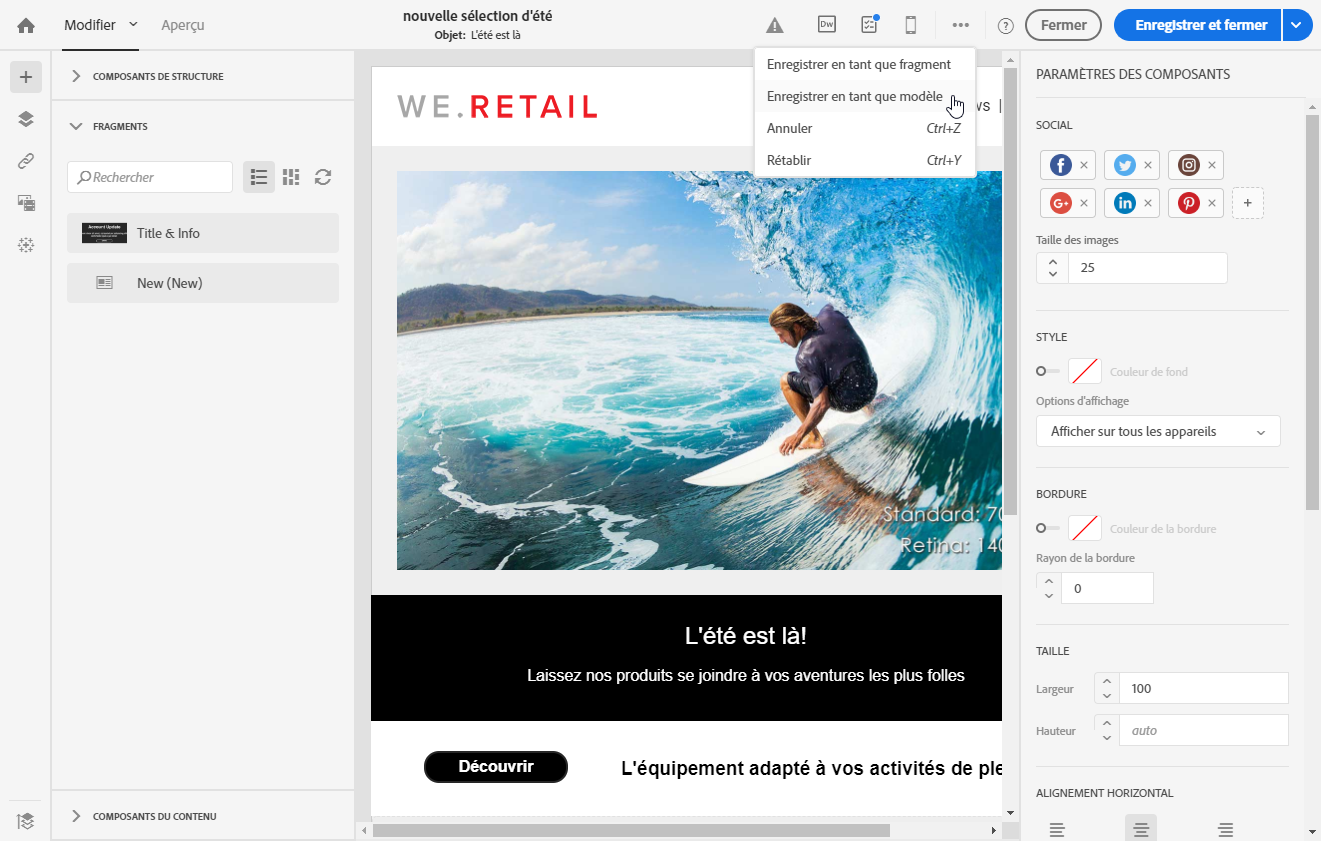 Modifier
Aperçu
nouvelle sélection d'été
Objet: L'été est là
Dw
•••
?
Fermer
Enregistrer et fermer
COMPOSANTS DE STRUCTURE
FRAGMENTS
Rechercher
Title & Info
New (New)
COMPOSANTS DU CONTENU
Enregistrer en tant que fragment
Enregistrer en tant que modèle
Annuler Ctrl+Z
Rétablir Ctrl+Y
WE.RETAIL
ws |
Standard: 70
Retina: 140
L'été est là!
Laissez nos produits se joindre à vos aventures les plus folles
Découvrir
L'équipement adapté à vos activités de ple
PARAMÈTRES DES COMPOSANTS
SOCIAL
Taille des images
25
STYLE
Couleur de fond
Options d'affichage
Afficher sur tous les appareils
BORDURE
Couleur de la bordure
Rayon de la bordure
0
TAILLE
Largeur
100
Hauteur
auto
ALIGNEMENT HORIZONTAL